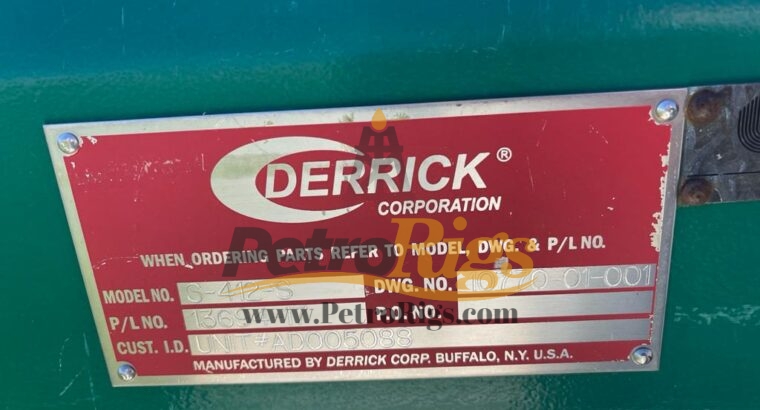 DERRICK®
CORPORATION
WHEN ORDERING PARTS REFER TO MODEL, DWG. & P/L NO.
PetroRigs
MODEL NO. S-412-S DWG. NO.
P/L NO. P.O. NO.
www.PetroRigs.com
CUST. I.D. UNIT#AD005088
MANUFACTURED BY DERRICK CORP. BUFFALO, N.Y. U.S.A.